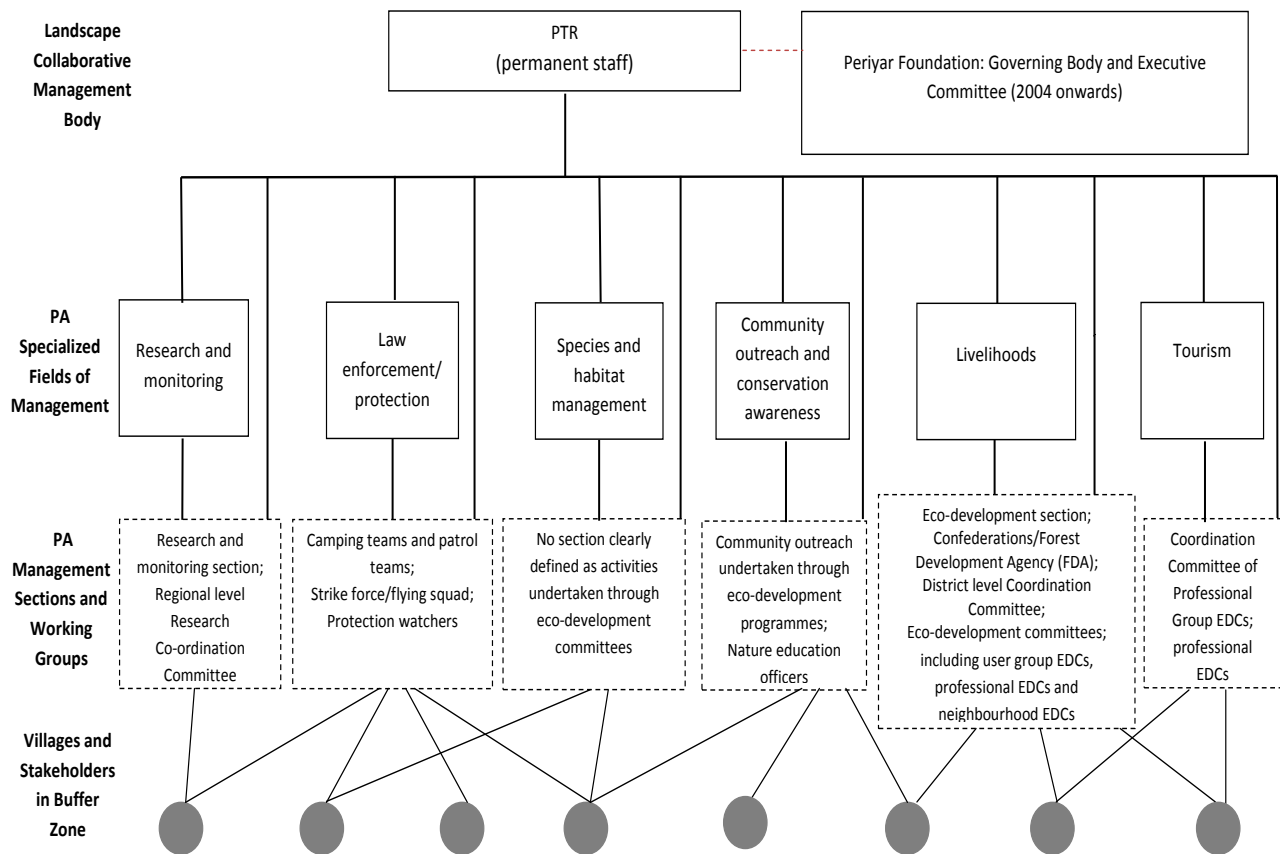 Landscape
Collaborative
Management
Body
PTR
(permanent staff)
Periyar Foundation: Governing Body and Executive
Committee (2004 onwards)
PA
Specialized
Fields of
Management
Research and
monitoring
Law
enforcement/
protection
Species and
habitat
management
Community
outreach and
conservation
awareness
Livelihoods
Tourism
PA
Management
Sections and
Working
Groups
Research and
monitoring section;
Regional level
Research
Co-ordination
Committee
Camping teams and patrol
teams;
Strike force/flying squad;
Protection watchers
No section clearly
defined as activities
undertaken through
eco-development
committees
Community outreach
undertaken through
eco-development
programmes;
Nature education
officers
Eco-development section;
Confederations/Forest
Development Agency (FDA);
District level Coordination
Committee;
Eco-development committees;
including user group EDCs,
professional EDCs and
neighbourhood EDCs
Coordination
Committee of
Professional
Group EDCs;
professional
EDCs
Villages and
Stakeholders
in Buffer
Zone